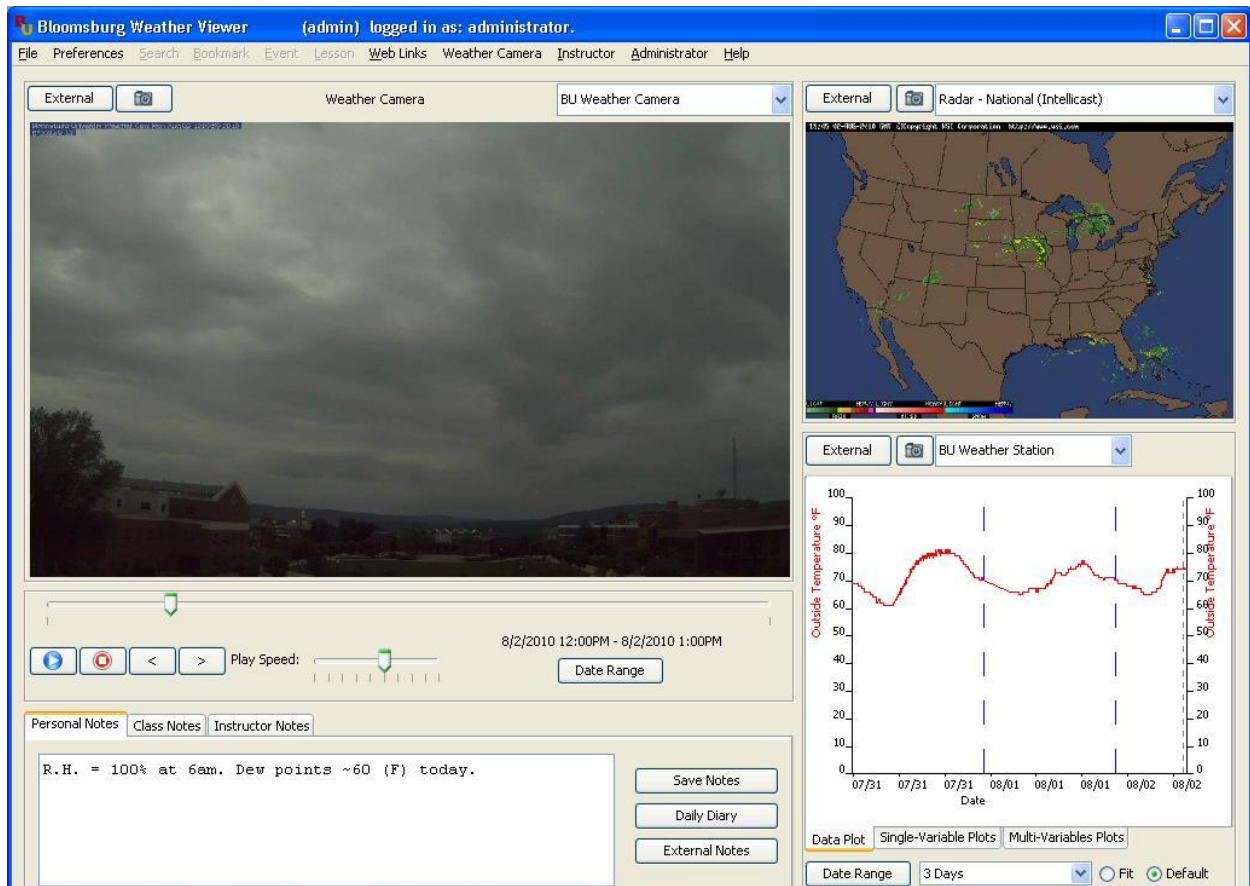 BU Bloomsburg Weather Viewer (admin) logged in as: administrator.
File Preferences Search Bookmark Event Lesson Web Links Weather Camera Instructor Administrator Help
External Weather Camera BU Weather Camera
External Radar - National (Intellicast)
Copyright WSI Corporation
External BU Weather Station
Outside Temperature °F
100
90
80
70
60
50
40
30
20
10
0
100
90
80
70
60
50
40
30
20
10
0
Outside Temperature °F
07/31 07/31 07/31 08/01 08/01 08/01 08/02 08/02
Date
8/2/2010 12:00PM - 8/2/2010 1:00PM
< > Play Speed: Date Range
Personal Notes Class Notes Instructor Notes
R.H. = 100% at 6am. Dew points ~60 (F) today.
Save Notes
Daily Diary
External Notes
Data Plot Single-Variable Plots Multi-Variables Plots
Date Range 3 Days Fit Default